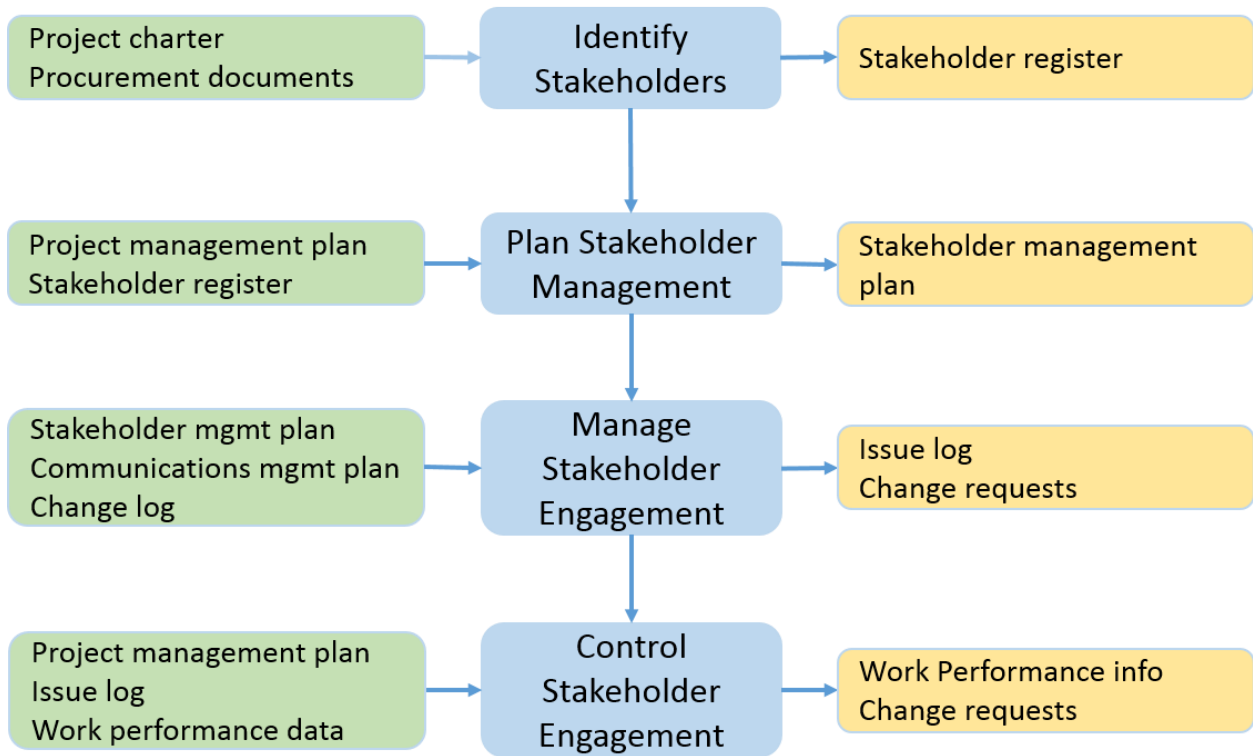 Project charter
Procurement documents
Identify
Stakeholders
Stakeholder register
Project management plan
Stakeholder register
Plan Stakeholder
Management
Stakeholder management
plan
Stakeholder mgmt plan
Communications mgmt plan
Change log
Manage
Stakeholder
Engagement
Issue log
Change requests
Project management plan
Issue log
Work performance data
Control
Stakeholder
Engagement
Work Performance info
Change requests